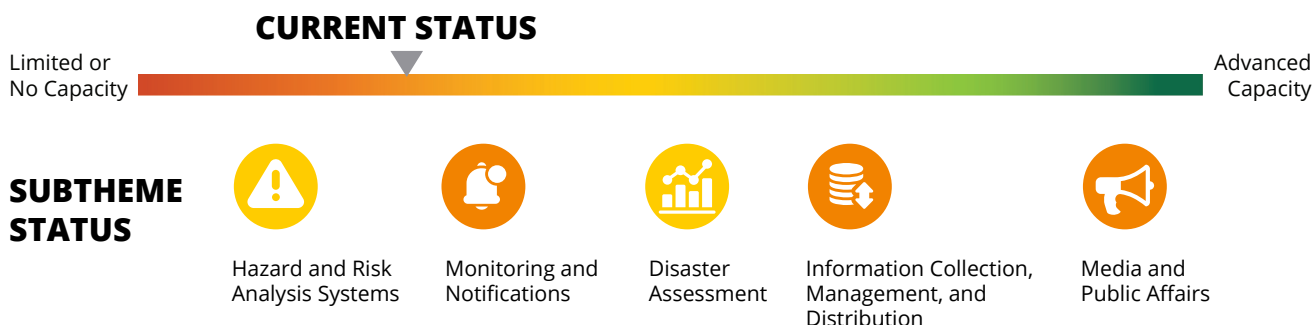 CURRENT STATUS
Limited or
No Capacity
Advanced
Capacity
SUBTHEME
STATUS
Hazard and Risk
Analysis Systems
Monitoring and
Notifications
Disaster
Assessment
Information Collection,
Management, and
Distribution
Media and
Public Affairs